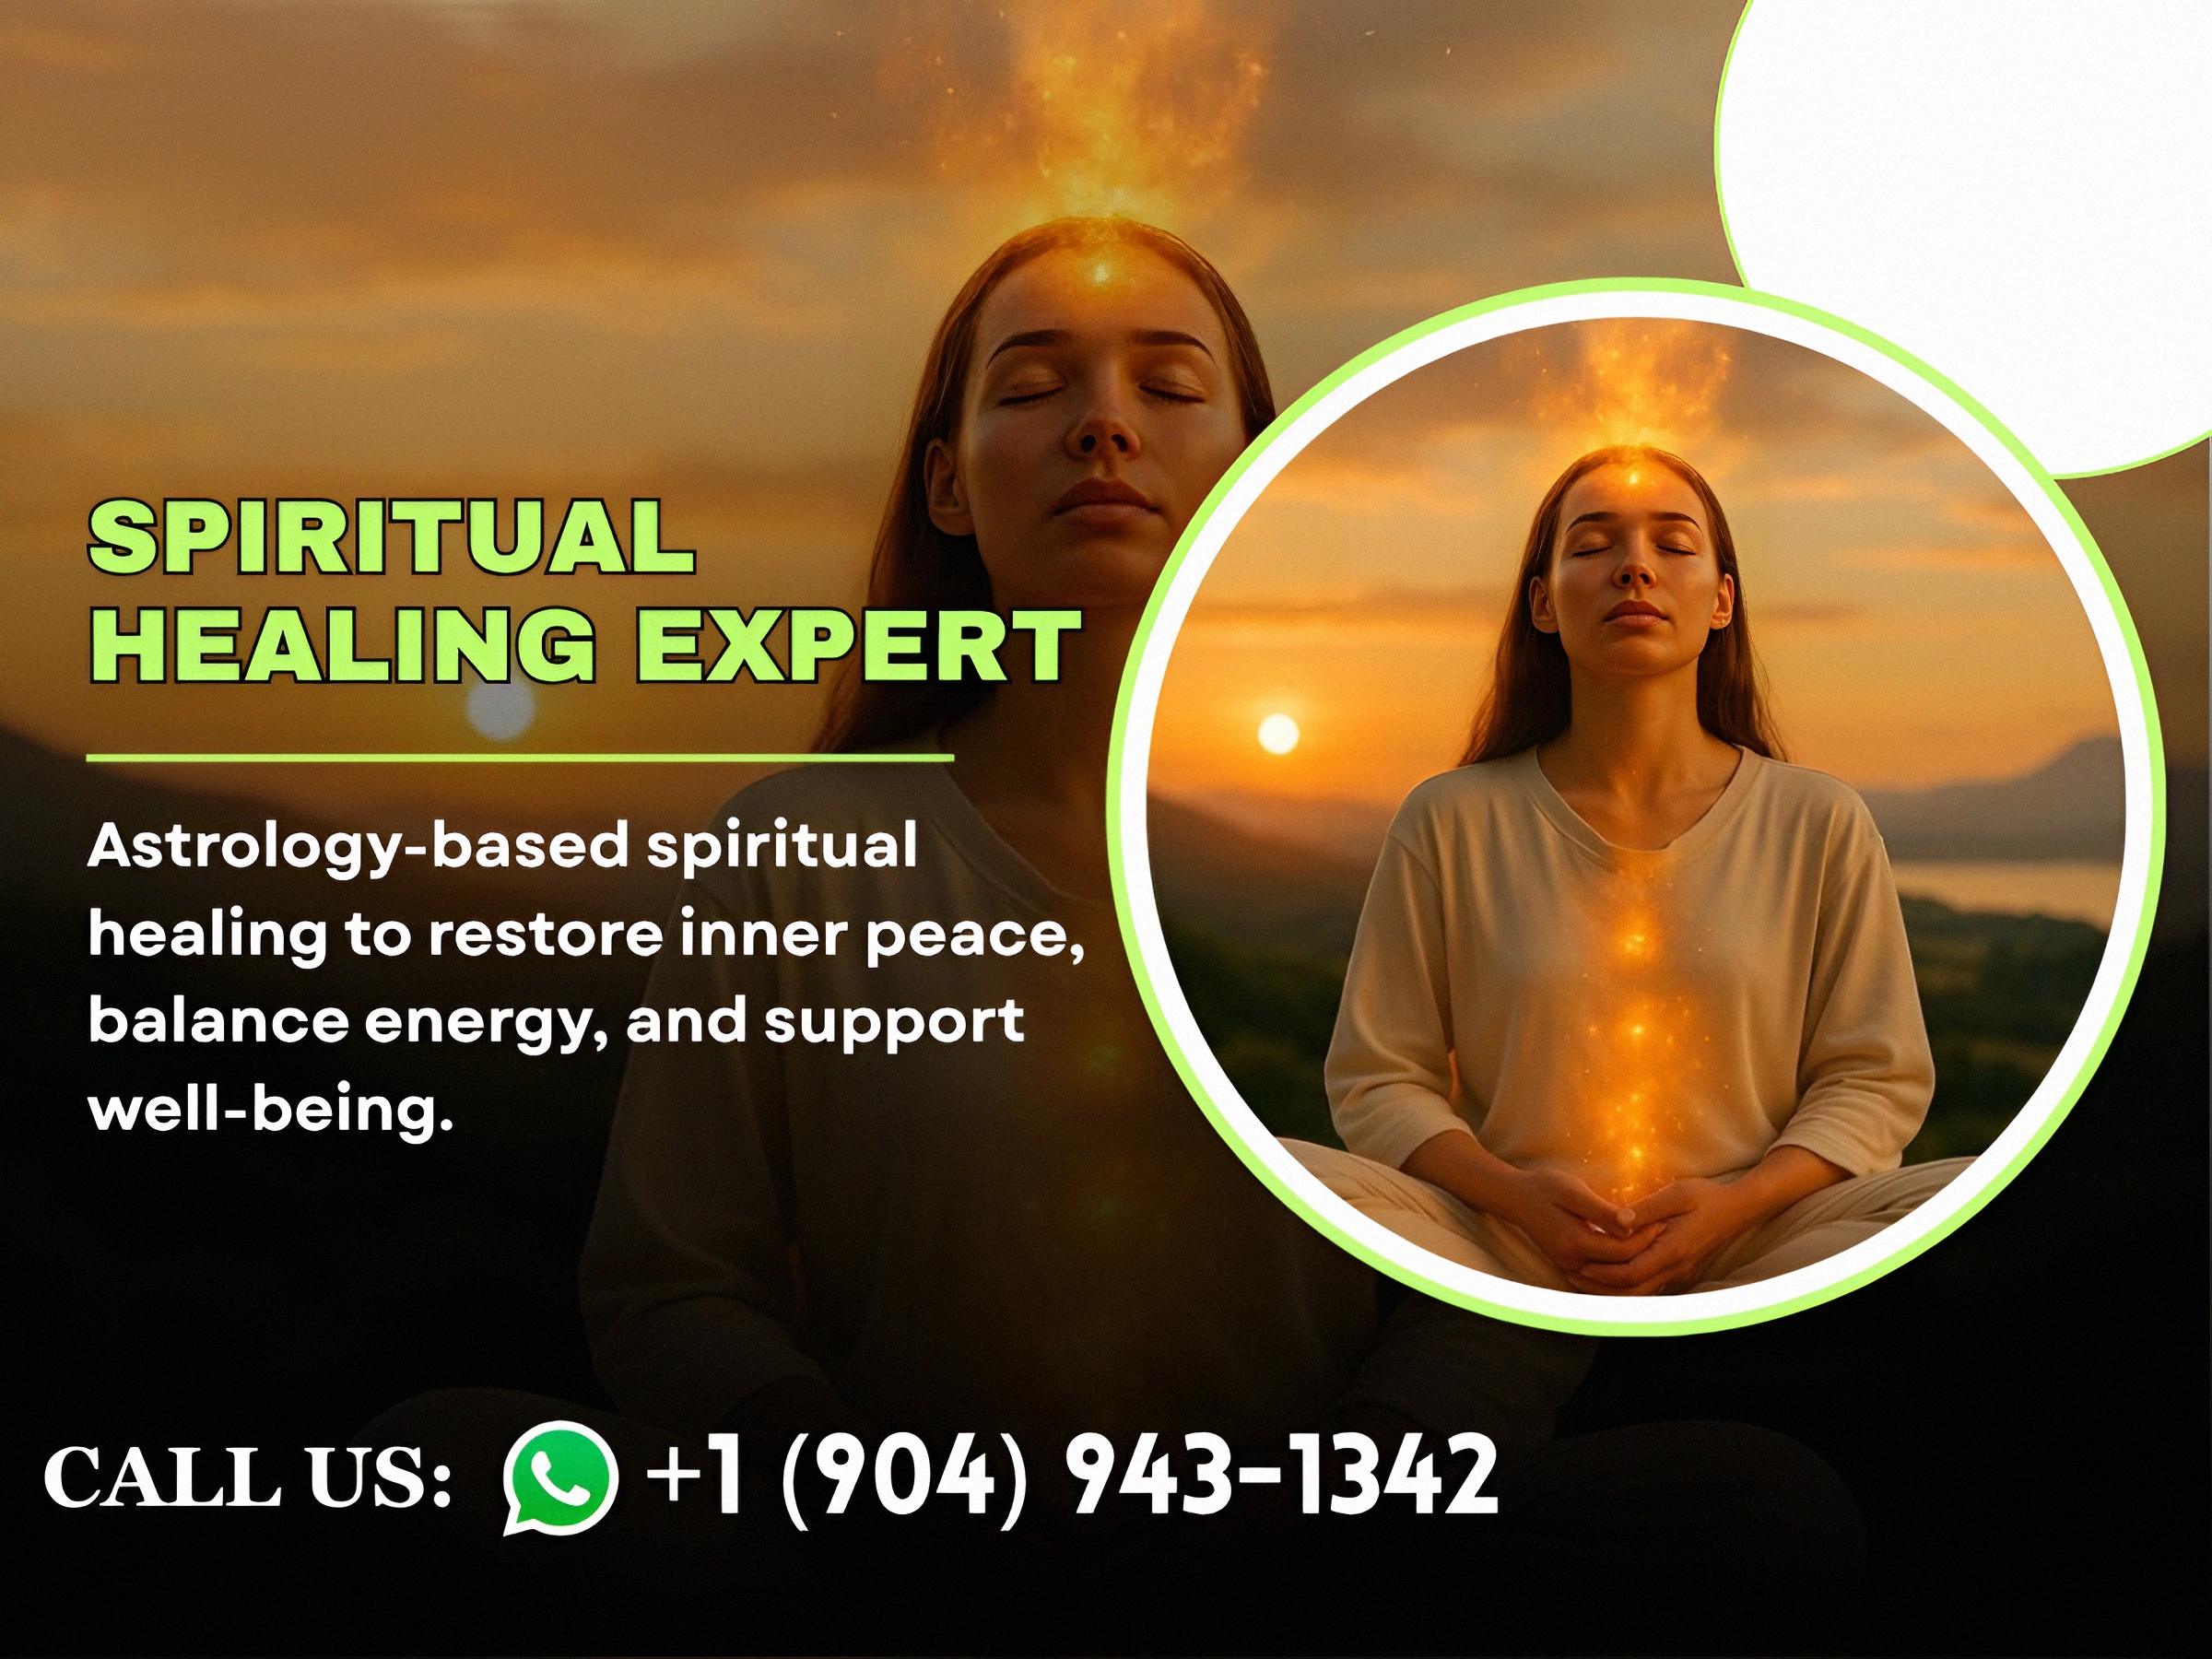 SPIRITUAL
HEALING EXPERT
Astrology-based spiritual
healing to restore inner peace,
balance energy, and support
well-being.
CALL US: +1 (904) 943-1342